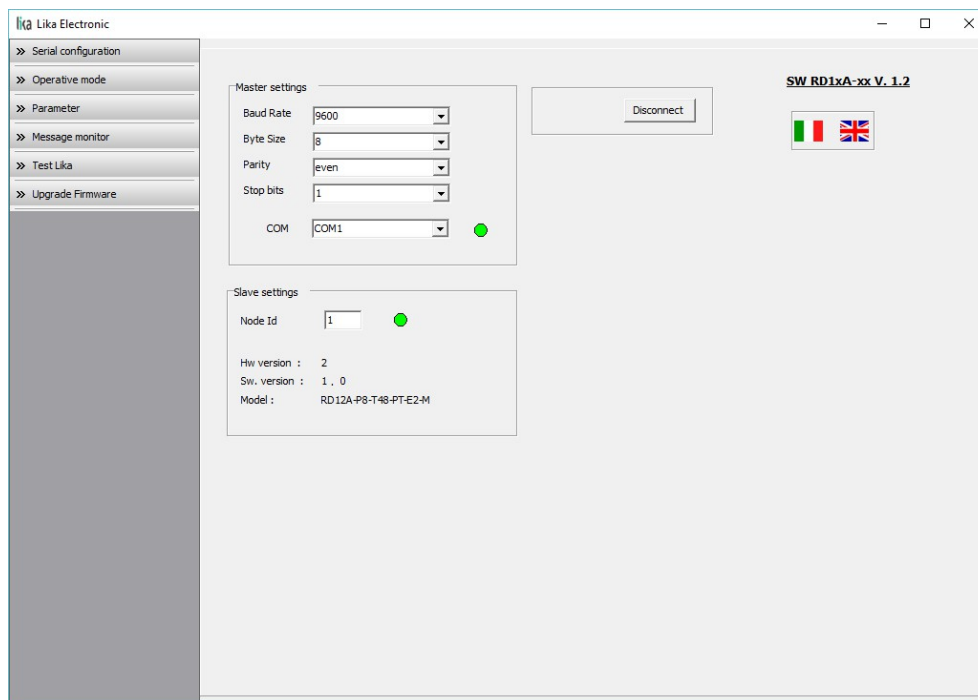 lika Lika Electronic
» Serial configuration
» Operative mode
» Parameter
» Message monitor
» Test Lika
» Upgrade Firmware
Master settings
Baud Rate 9600
Byte Size 8
Parity even
Stop bits 1
COM COM1
Disconnect
SW RD1xA-xx V. 1.2
Slave settings
Node Id 1
Hw version : 2
Sw. version : 1 , 0
Model : RD12A-P8-T48-PT-E2-M